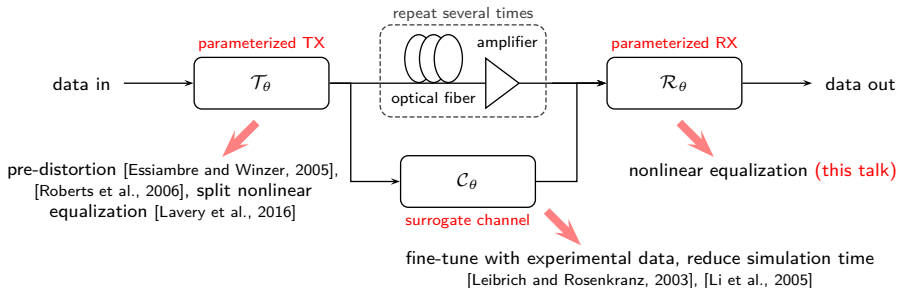 repeat several times
parameterized TX
amplifier
parameterized RX
data in
𝒯θ
optical fiber
ℛθ
data out
pre-distortion [Essiambre and Winzer, 2005],
[Roberts et al., 2006], split nonlinear
equalization [Lavery et al., 2016]
𝒞θ
surrogate channel
nonlinear equalization (this talk)
fine-tune with experimental data, reduce simulation time
[Leibrich and Rosenkranz, 2003], [Li et al., 2005]